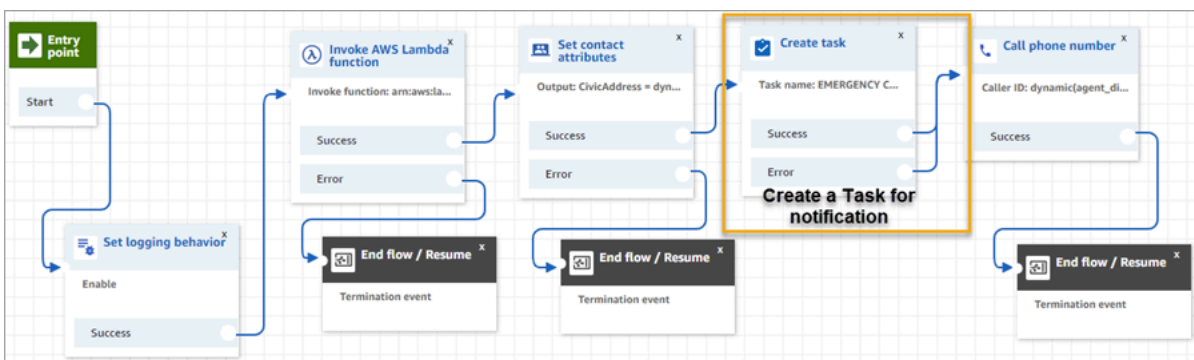 Entry
point
Start
Set logging behavior
x
Enable
Success
Invoke AWS Lambda
function
x
Invoke function: arn:aws:la...
Success
Error
End flow / Resume
x
Termination event
Set contact
attributes
x
Output: CivicAddress = dyn...
Success
Error
End flow / Resume
x
Termination event
Create task
x
Task name: EMERGENCY C...
Success
Error
Create a Task for
notification
Call phone number
x
Caller ID: dynamic(agent_di...
Success
End flow / Resume
x
Termination event